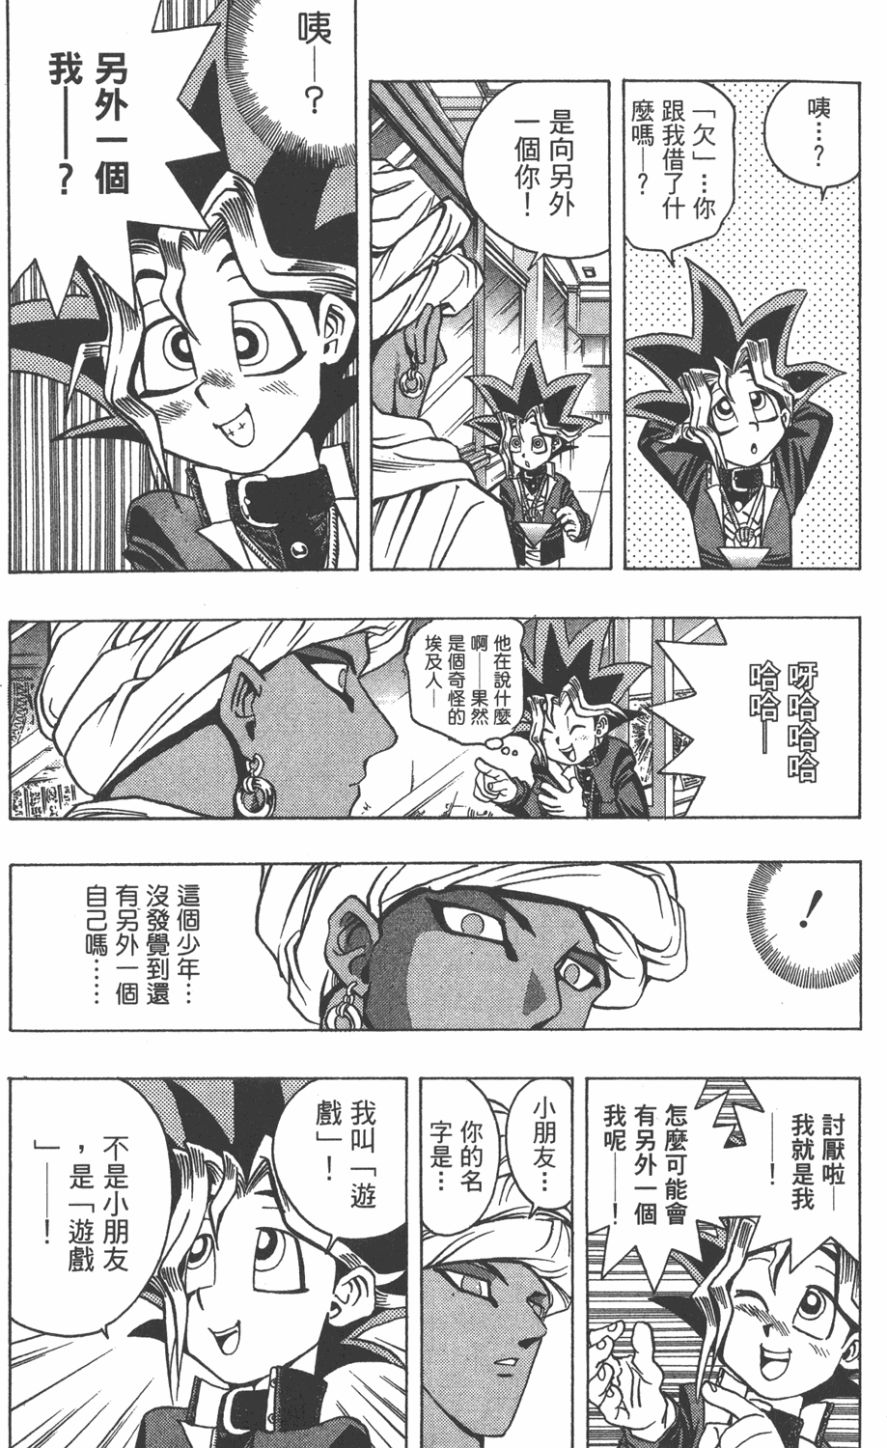 咦…?
「欠」…你
跟我借了什
麼嗎—?
是向另外
一個你！
咦—?
另外一個
我—?
呀哈哈哈
哈哈—
他在說什麼
啊—果然
是個奇怪的
埃及人—
！
這個少年…
沒發覺到還
有另外一個
自己嗎……
討厭啦—
我就是我
—！
怎麼可能會
有另外一個
我呢—！
小朋友…
你的名
字是…
我叫「遊
戲」！
不是小朋友
，是「遊戲
」—！